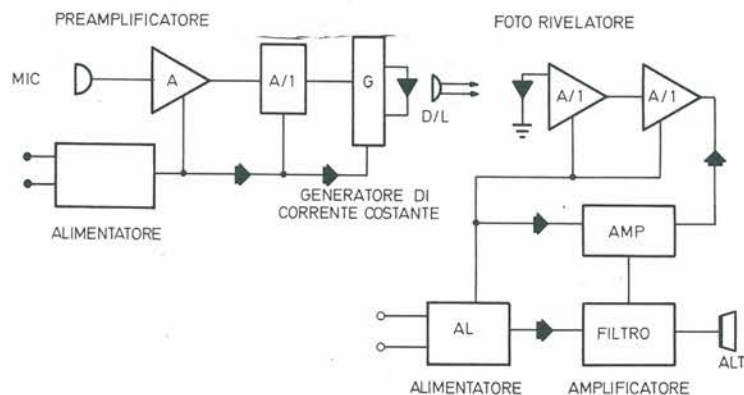 PREAMPLIFICATORE
FOTO RIVELATORE
MIC
A
A/1
G
D/L
A/1
A/1
GENERATORE DI
CORRENTE COSTANTE
ALIMENTATORE
AMP
AL
FILTRO
ALT
ALIMENTATORE
AMPLIFICATORE